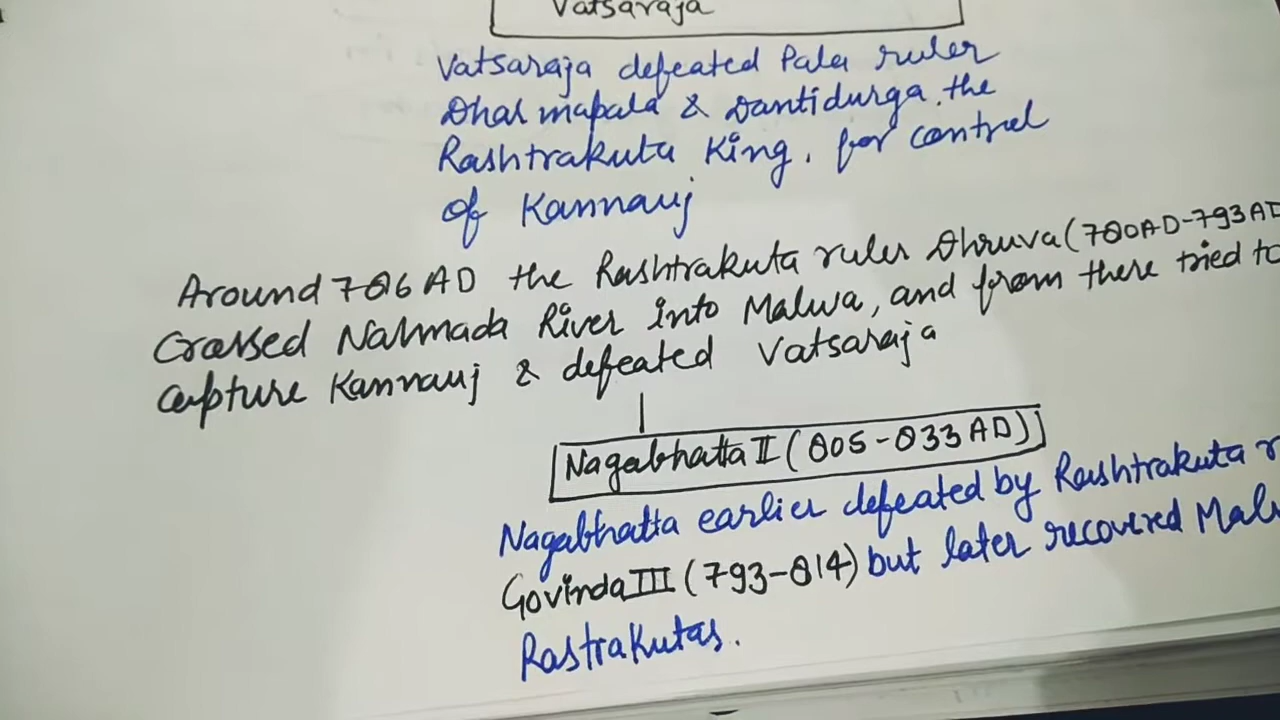 Vatsaraja
Vatsaraja defeated Pala ruler
Dharmapala & Dantidurga, the
Rashtrakuta King, for control
of Kannauj
Around 786 AD the Rashtrakuta ruler Dhruva (780AD-793AD
Crossed Narmada River into Malwa, and from there tried to
capture Kannauj & defeated Vatsaraja
Nagabhatta II (805-833 AD)
Nagabhatta earlier defeated by Rashtrakuta r
Govinda III (793-814) but later recovered Malw
Rastrakutas.